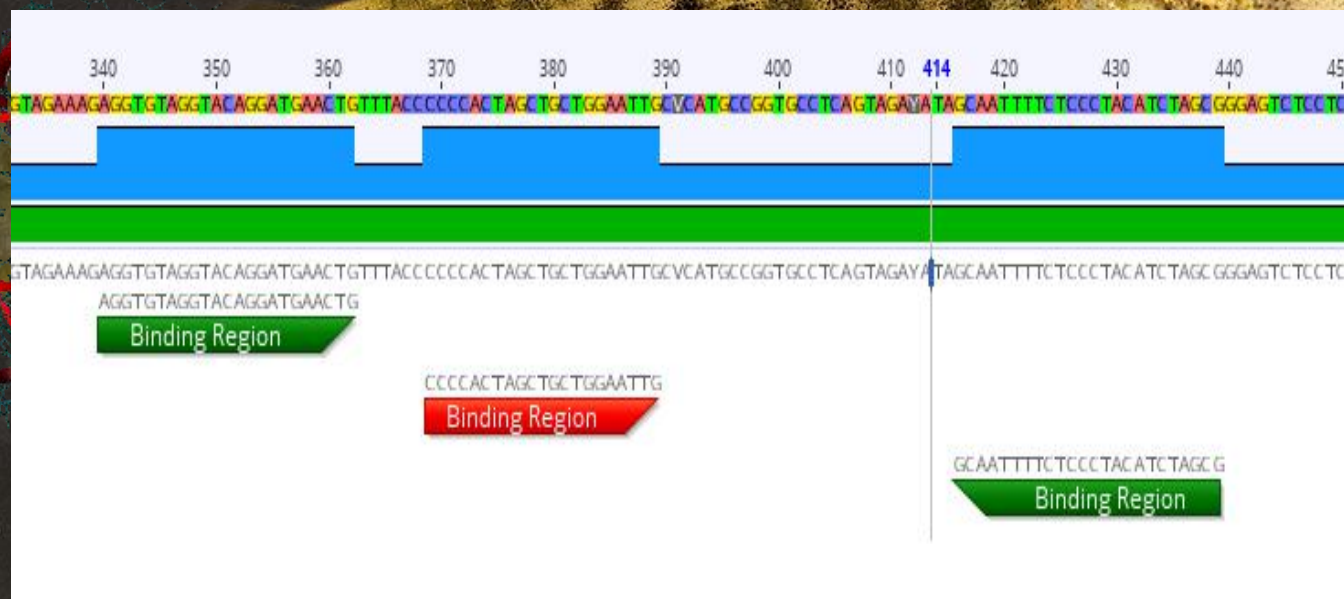 340 350 360 370 380 390 400 410 414 420 430 440 45
GTAGAAAGAGGTGTAGGTACAGGATGAACTGTTTACCCCCCACTAGCTGCTGGAATTGCVCATGCCGGTGCCTCAGTAGAYATAGCAATTTTCTCCCTACATCTAGCGGGAGTCTCCTC
GTAGAAAGAGGTGTAGGTACAGGATGAACTGTTTACCCCCCACTAGCTGCTGGAATTGCVCATGCCGGTGCCTCAGTAGAYATAGCAATTTTCTCCCTACATCTAGCGGGAGTCTCCTC
AGGTGTAGGTACAGGATGAACTG
Binding Region
CCCCACTAGCTGCTGGAATTG
Binding Region
GCAATTTTCTCCCTACATCTAGCG
Binding Region